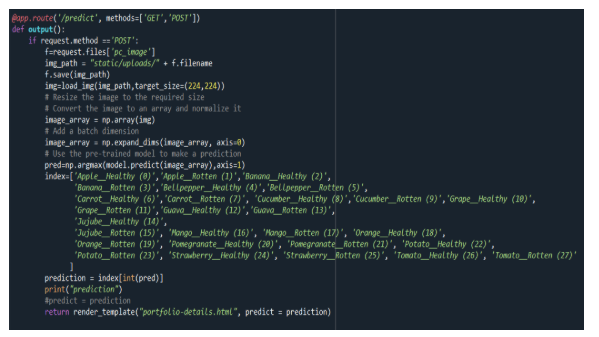 @app.route('/predict', methods=['GET','POST'])
def output():
if request.method =='POST':
f=request.files['pc_image']
img_path = "static/uploads/" + f.filename
f.save(img_path)
img=load_img(img_path,target_size=(224,224))
# Resize the image to the required size
# Convert the image to an array and normalize it
image_array = np.array(img)
# Add a batch dimension
image_array = np.expand_dims(image_array, axis=0)
# Use the pre-trained model to make a prediction
pred=np.argmax(model.predict(image_array),axis=1)
index=['Apple__Healthy (0)','Apple__Rotten (1)','Banana__Healthy (2)',
'Banana__Rotten (3)','Bellpepper__Healthy (4)','Bellpepper__Rotten (5)',
'Carrot__Healthy (6)','Carrot__Rotten (7)', 'Cucumber__Healthy (8)','Cucumber__Rotten (9)','Grape__Healthy (10)',
'Grape__Rotten (11)','Guava__Healthy (12)','Guava__Rotten (13)',
'Jujube__Healthy (14)',
'Jujube__Rotten (15)', 'Mango__Healthy (16)', 'Mango__Rotten (17)', 'Orange__Healthy (18)',
'Orange__Rotten (19)', 'Pomegranate__Healthy (20)', 'Pomegranate__Rotten (21)', 'Potato__Healthy (22)',
'Potato__Rotten (23)', 'Strawberry__Healthy (24)', 'Strawberry__Rotten (25)', 'Tomato__Healthy (26)', 'Tomato__Rotten (27)'
]
prediction = index[int(pred)]
print("prediction")
#predict = prediction
return render_template("portfolio-details.html", predict = prediction)